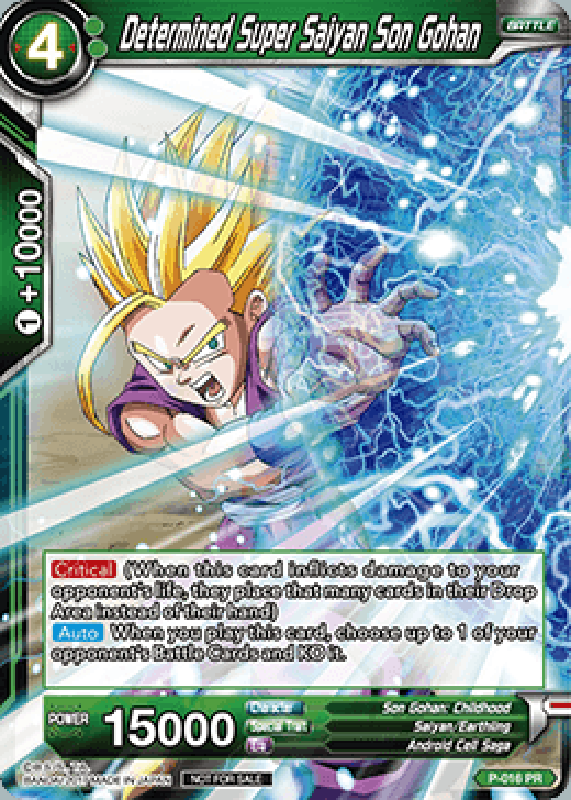 4
Determined Super Saiyan Son Gohan
BATTLE
1 +10000
Critical (When this card inflicts damage to your
opponent's life, they place that many cards in their Drop
Area instead of their hand)
Auto When you play this card, choose up to 1 of your
opponent's Battle Cards and KO it.
POWER 15000
Character Son Gohan: Childhood
Special Trait Saiyan/Earthling
Era Android Cell Saga
MADE IN JAPAN NOT FOR SALE
P-016 PR